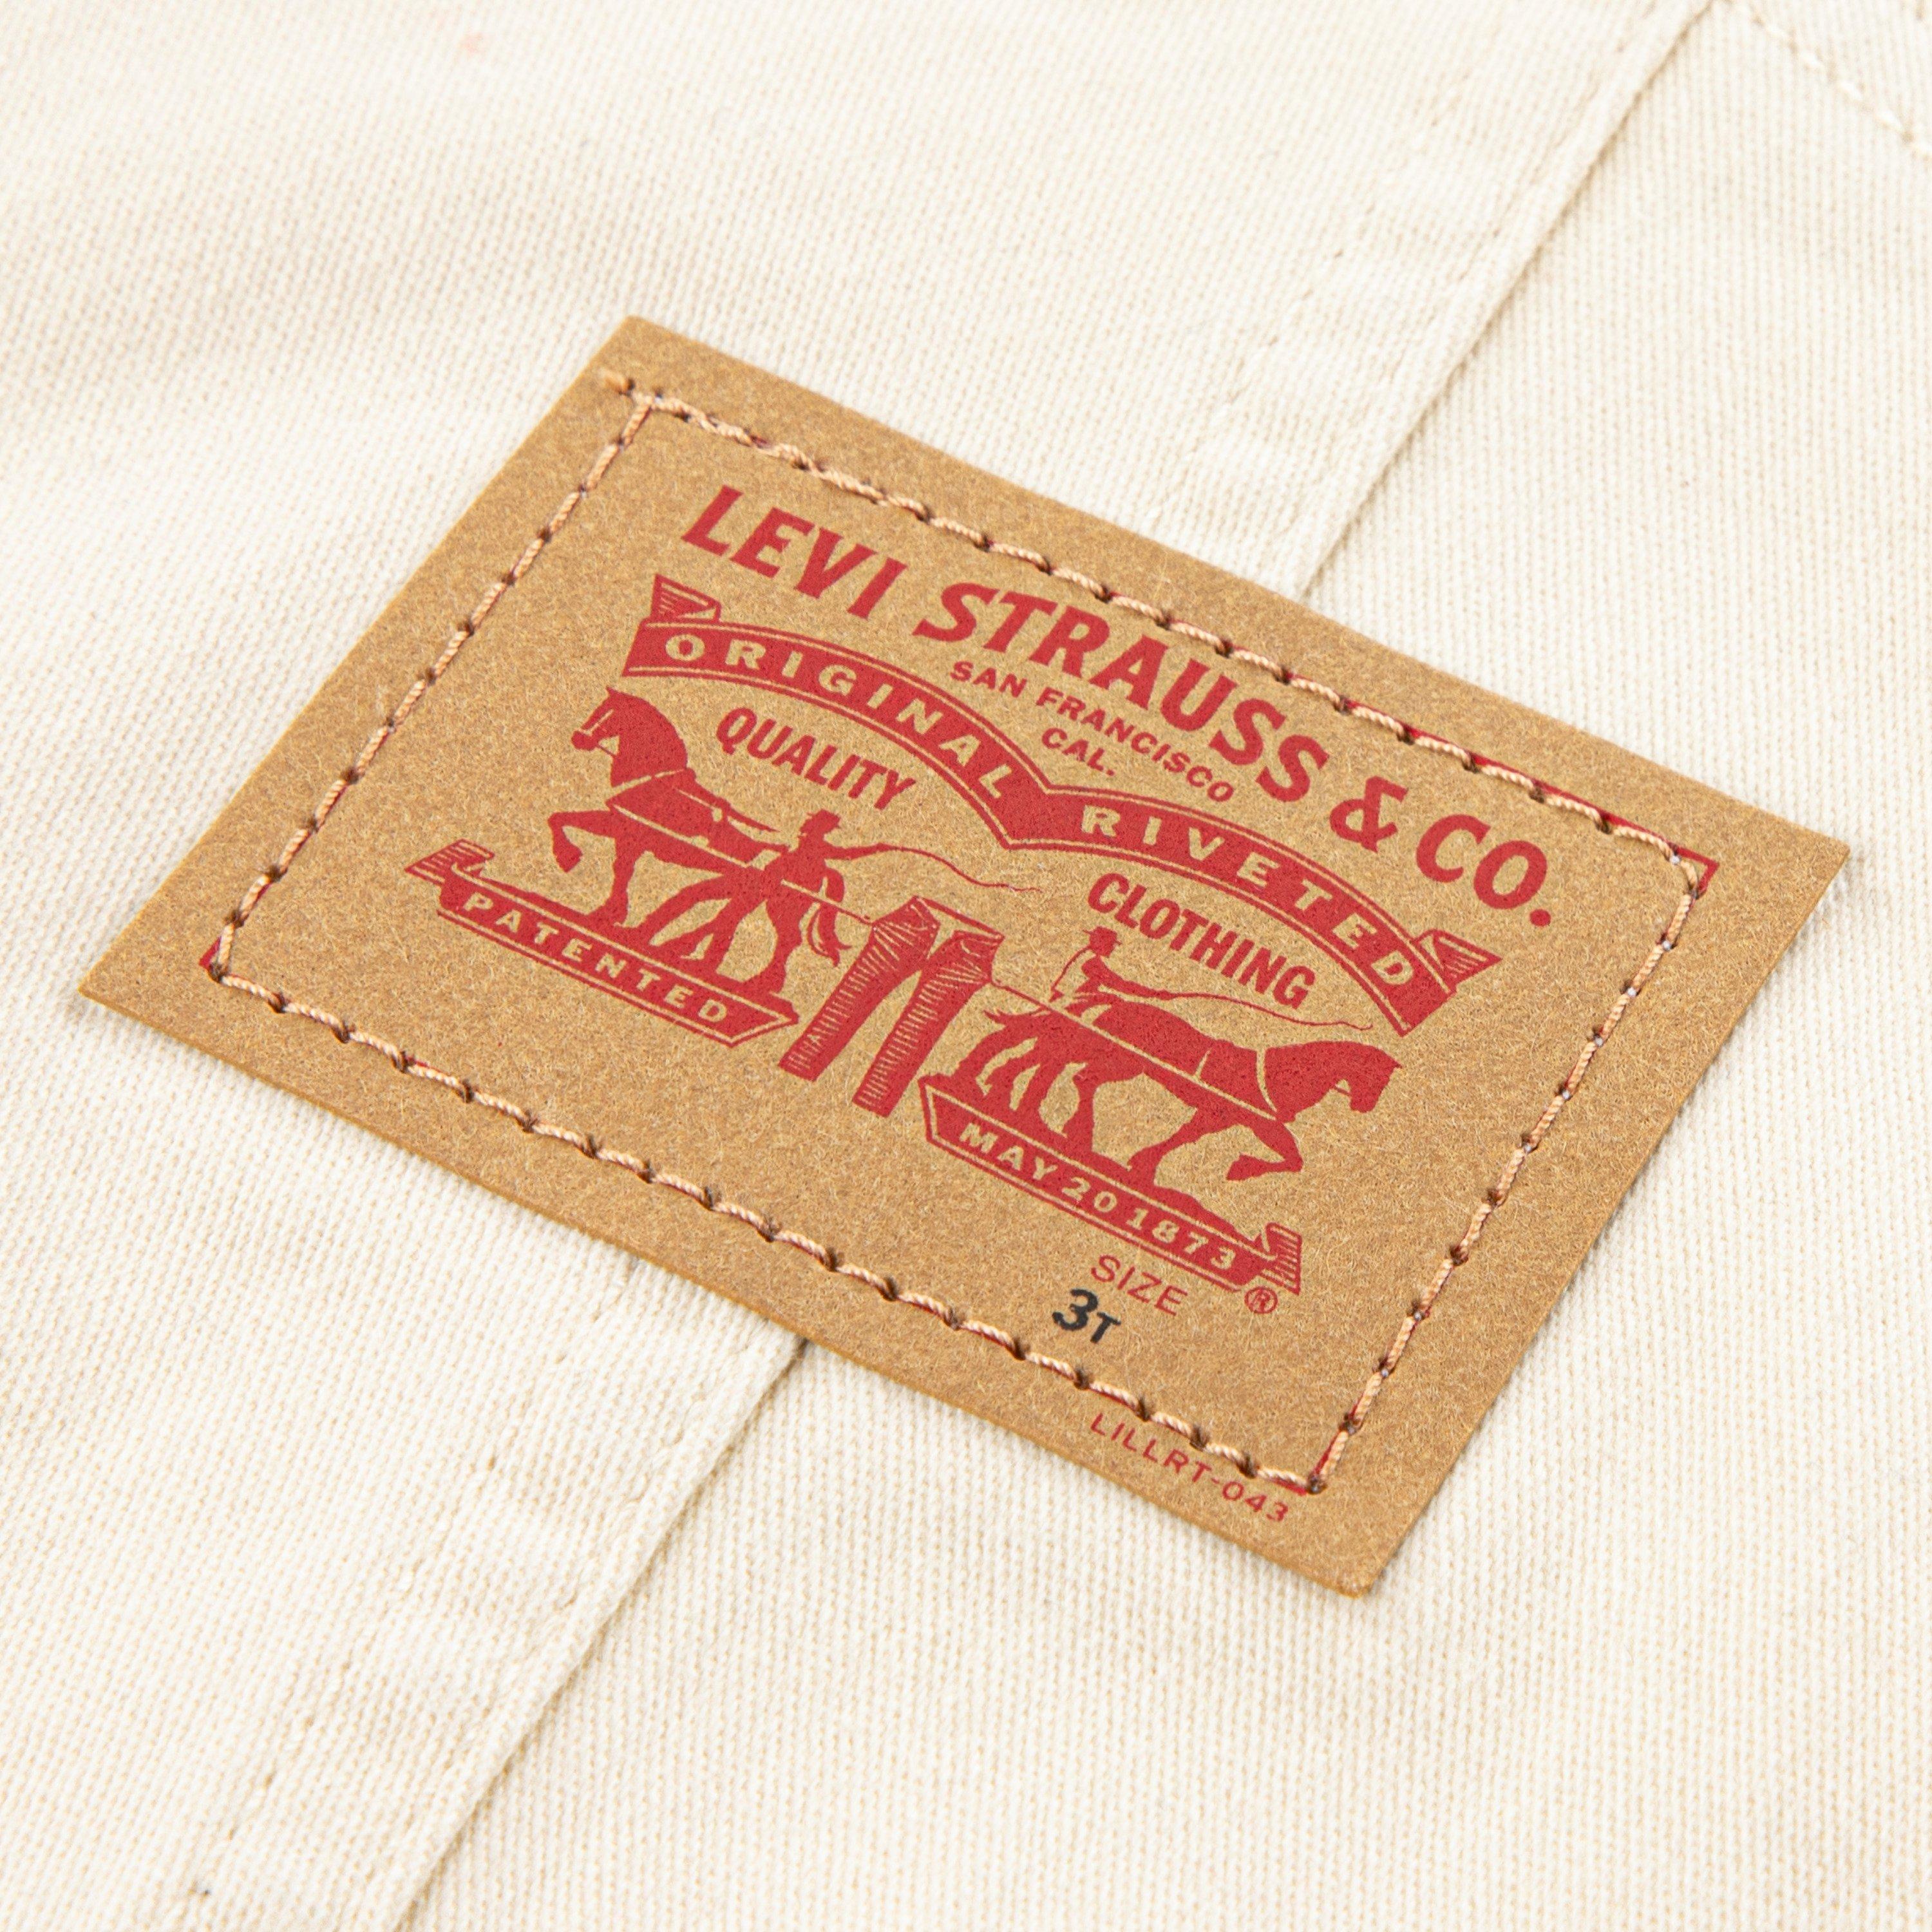 LEVI STRAUSS & CO.
SAN FRANCISCO
CAL.
ORIGINAL RIVETED
QUALITY CLOTHING
PATENTED
MAY 20 1873
®
SIZE
3T
LILLRT-043